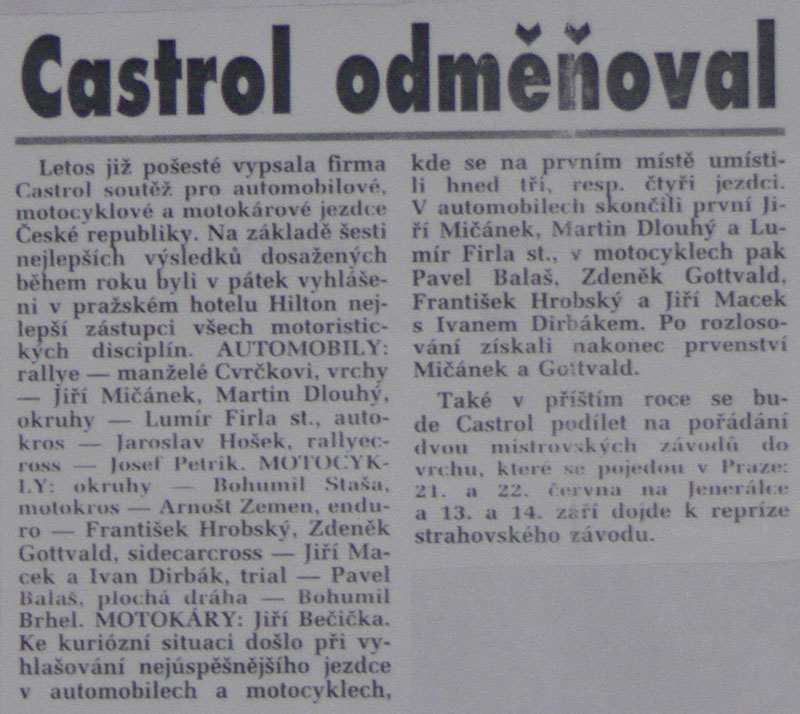 Castrol odměňoval
Letos již pošesté vypsala firma
Castrol soutěž pro automobilové,
motocyklové a motokárové jezdce
České republiky. Na základě šesti
nejlepších výsledků dosažených
během roku byli v pátek vyhláše-
ni v pražském hotelu Hilton nej-
lepší zástupci všech motoristic-
kých disciplín. AUTOMOBILY:
rallye — manželé Cvrčkovi, vrchy
— Jiří Mičánek, Martin Dlouhý,
okruhy — Lumír Firla st., auto-
kros — Jaroslav Hošek, rallyec-
ross — Josef Petrik. MOTOCYK-
LY: okruhy — Bohumil Staša,
motokros — Arnošt Zemen, endu-
ro — František Hrobský, Zdeněk
Gottvald, sidecarcross — Jiří Ma-
cek a Ivan Dirbák, trial — Pavel
Balaš, plochá dráha — Bohumil
Brhel. MOTOKÁRY: Jiří Bečička.
Ke kuriózní situaci došlo při vy-
hlašování nejúspěšnějšího jezdce
v automobilech a motocyklech,
kde se na prvním místě umísti-
li hned tři, resp. čtyři jezdci.
V automobilech skončili první Ji-
ří Mičánek, Martin Dlouhý a Lu-
mír Firla st., v motocyklech pak
Pavel Balaš, Zdeněk Gottvald,
František Hrobský a Jiří Macek
s Ivanem Dirbákem. Po rozloso-
vání získali nakonec prvenství
Mičánek a Gottvald.
Také v příštím roce se bu-
de Castrol podílet na pořádání
dvou mistrovských závodů do
vrchu, které se pojedou v Praze:
21. a 22. června na Jenerálce
a 13. a 14. září dojde k repríze
strahovského závodu.